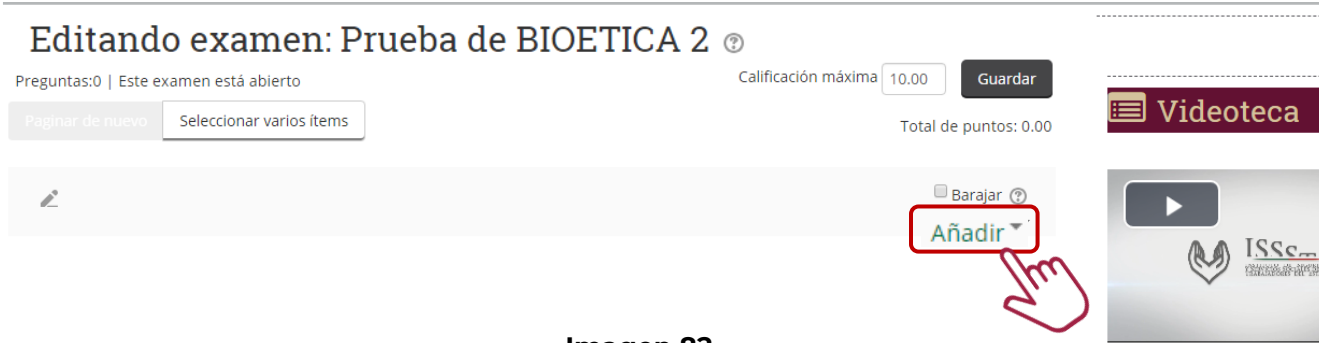 Editando examen: Prueba de BIOETICA 2
Preguntas:0 | Este examen está abierto
Calificación máxima 10.00 Guardar
Paginar de nuevo Seleccionar varios ítems
Total de puntos: 0.00
Videoteca
Barajar
Añadir